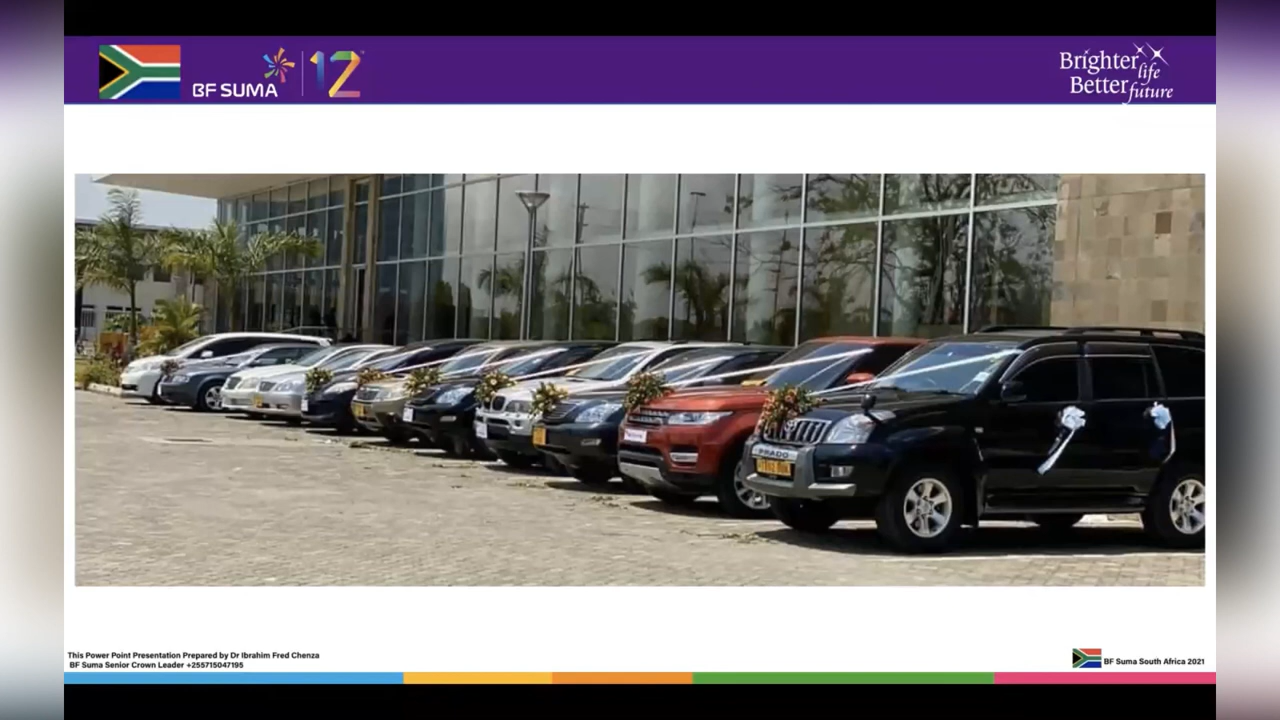 BF SUMA
12
Brighter life
Better future
PRADO
This Power Point Presentation Prepared by Dr Ibrahim Fred Chenza
BF Suma Senior Crown Leader +255715047195
BF Suma South Africa 2021